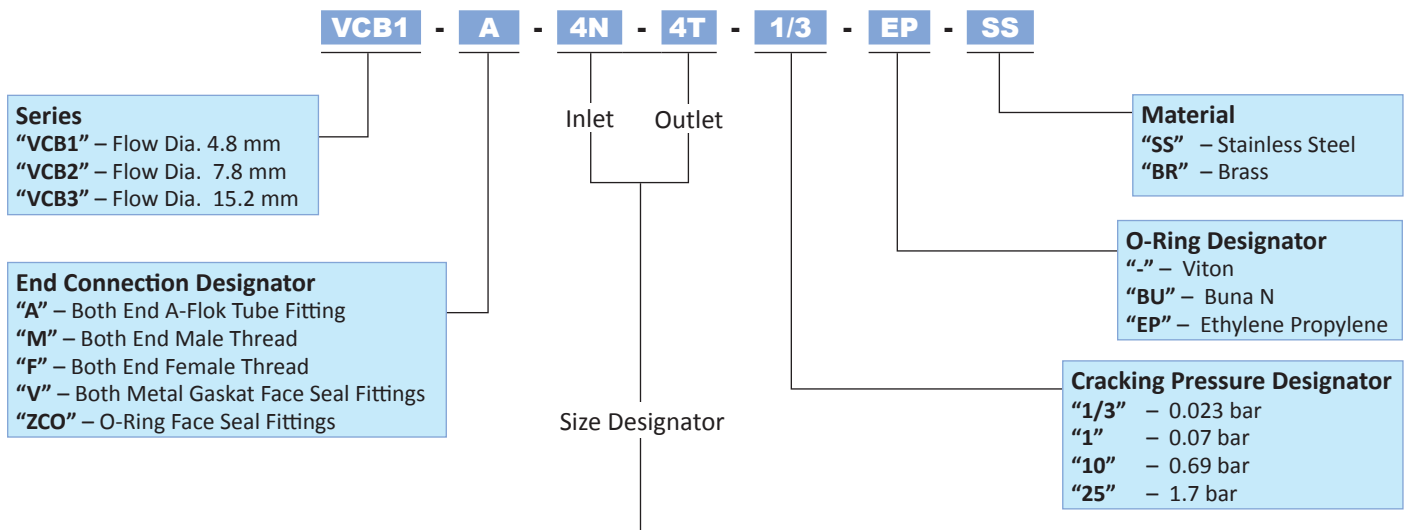 VCB1 - A - 4N - 4T - 1/3 - EP - SS
Series
“VCB1” – Flow Dia. 4.8 mm
“VCB2” – Flow Dia. 7.8 mm
“VCB3” – Flow Dia. 15.2 mm
End Connection Designator
“A” – Both End A-Flok Tube Fitting
“M” – Both End Male Thread
“F” – Both End Female Thread
“V” – Both Metal Gaskat Face Seal Fittings
“ZCO” – O-Ring Face Seal Fittings
Inlet Outlet
Size Designator
Material
“SS” – Stainless Steel
“BR” – Brass
O-Ring Designator
“-” – Viton
“BU” – Buna N
“EP” – Ethylene Propylene
Cracking Pressure Designator
“1/3” – 0.023 bar
“1” – 0.07 bar
“10” – 0.69 bar
“25” – 1.7 bar